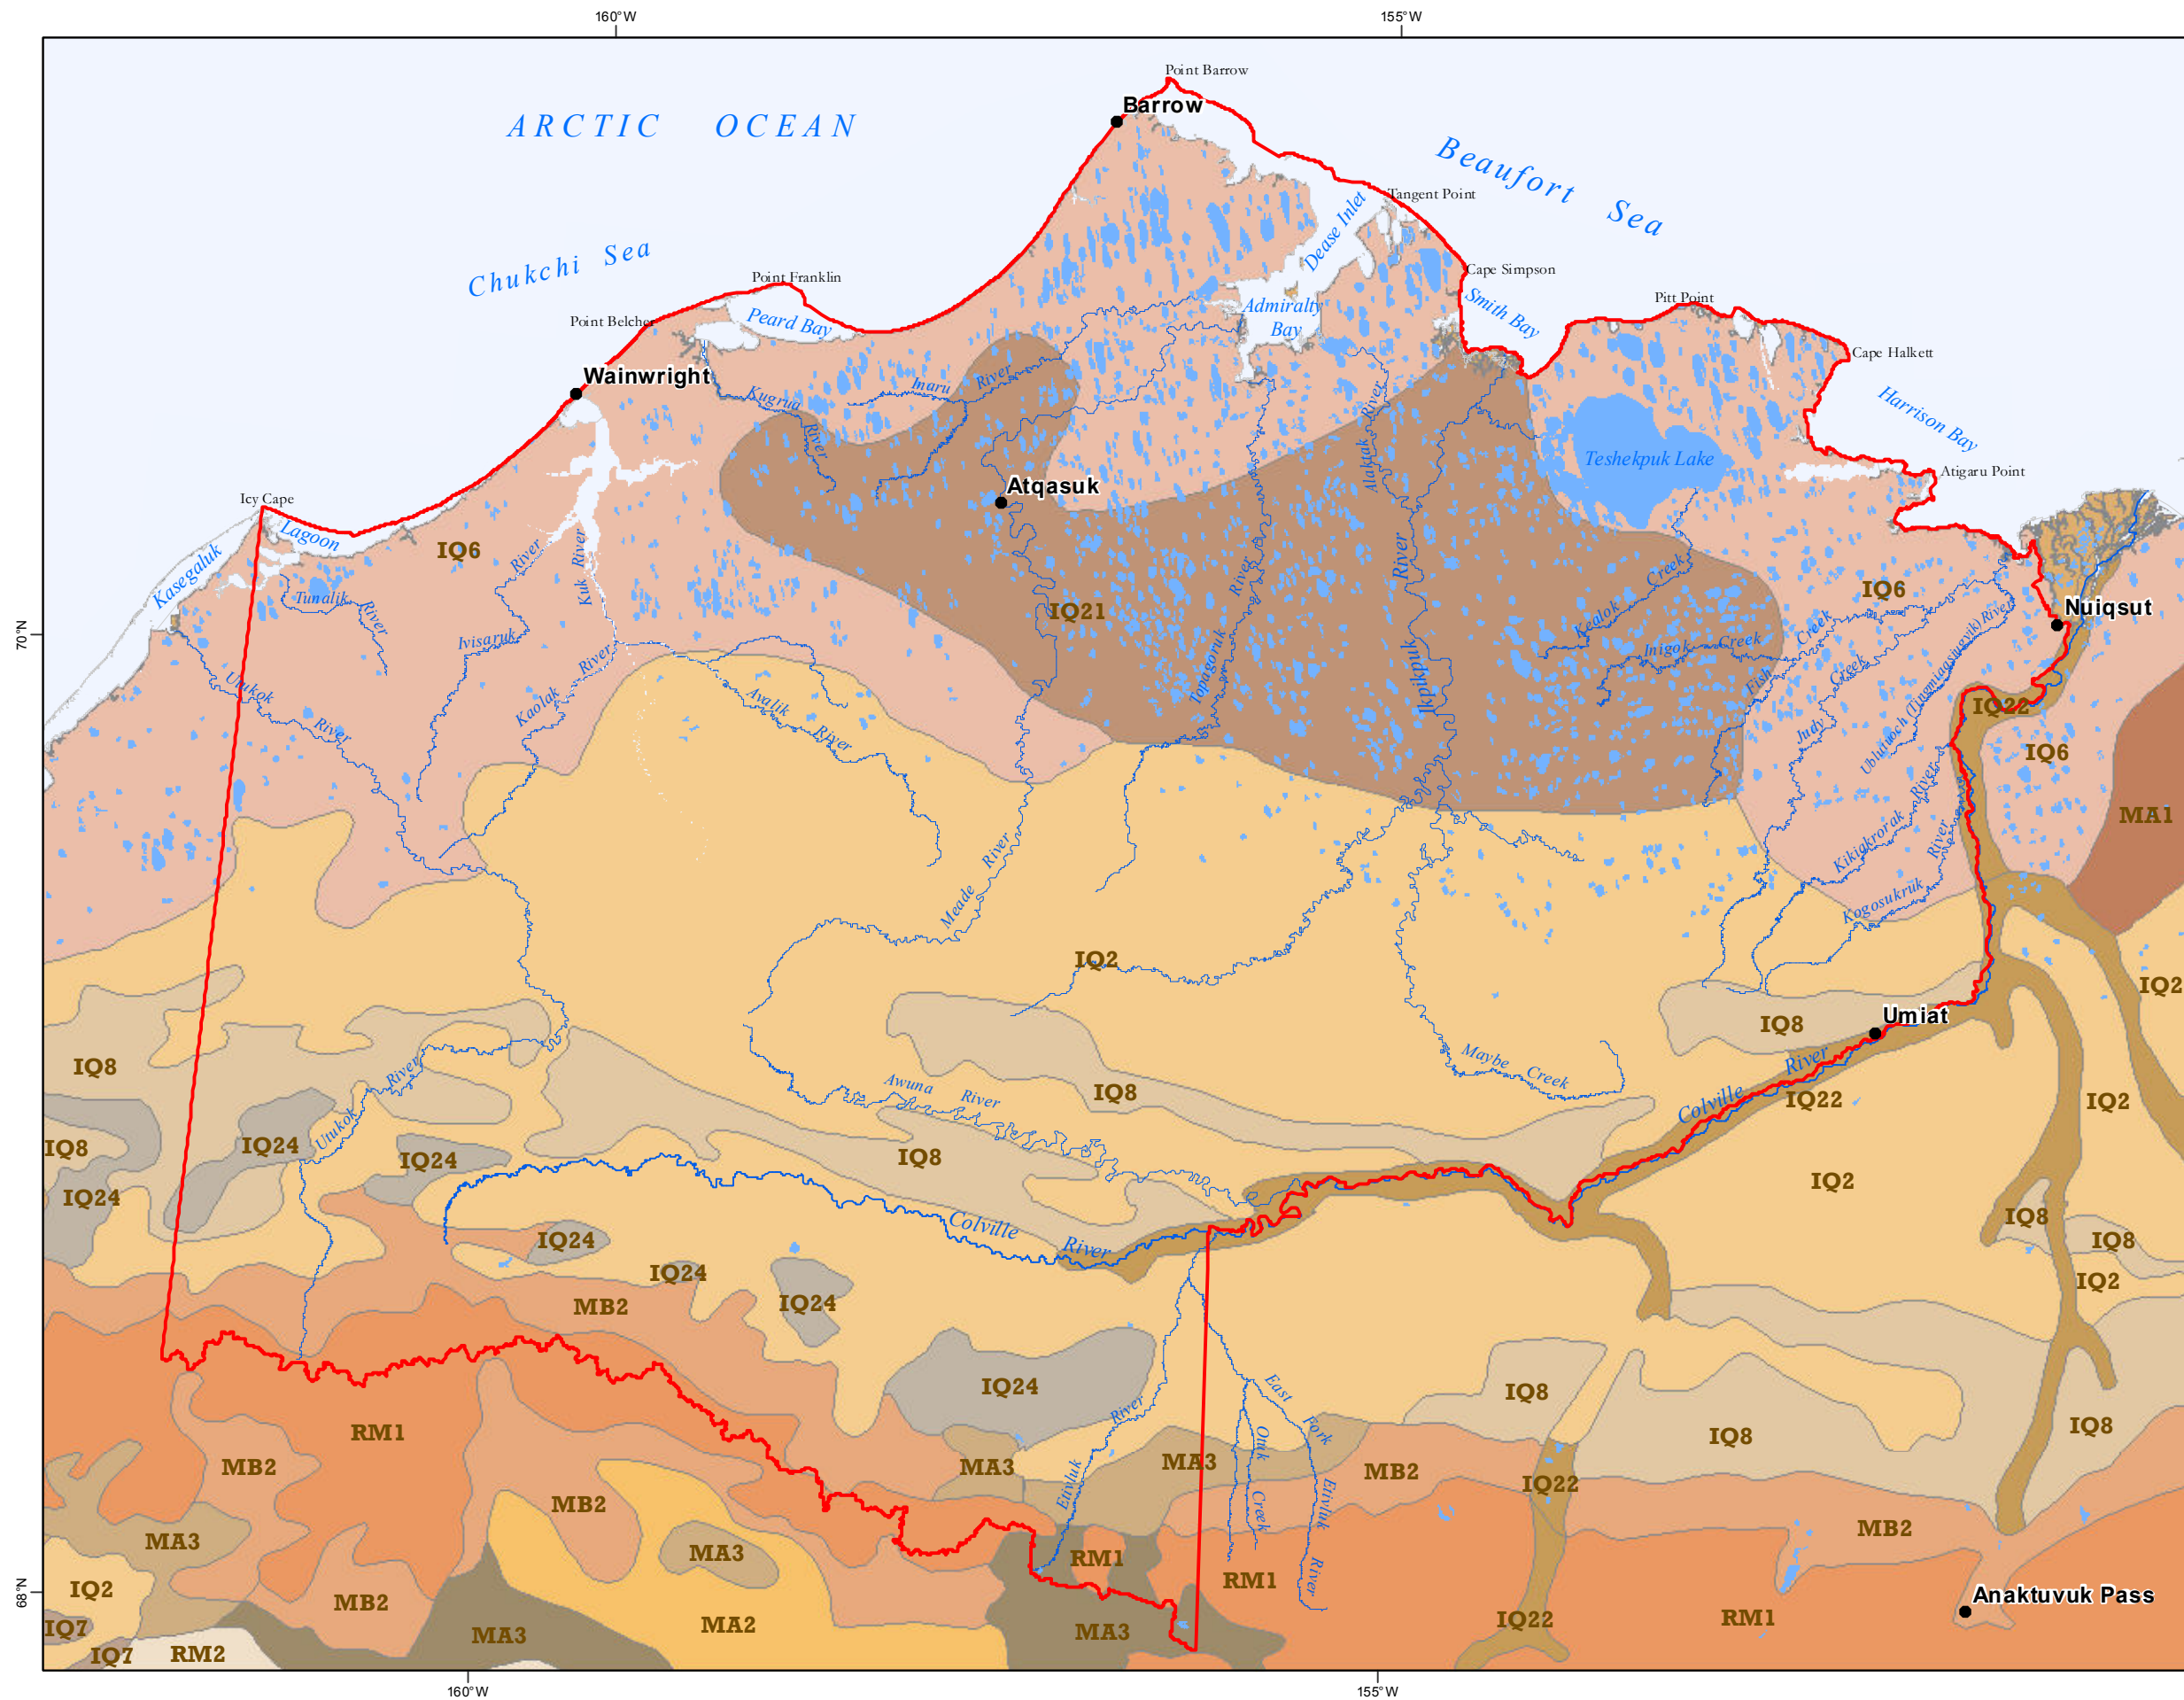 160°W
155°W
Point Barrow
Barrow
ARCTIC OCEAN
Beaufort Sea
Tangent Point
Dease Inlet
Chukchi Sea
Cape Simpson
Point Franklin
Smith Bay
Pitt Point
Admiralty
Bay
Point Belcher
Peard Bay
Cape Halkett
Wainwright
Inaru River
Kugrua
River
Harrison Bay
Alaktak River
Teshekpuk Lake
Atigaru Point
Atqasuk
Icy Cape
Lagoon
Kasegaluk
IQ6
River
Kuk River
River
River
Creek
Kealok
IQ6
Nuiqsut
Tunalik
River
IQ21
70°N
Ivisaruk
River
Kaolak
Topagoruk
Ikpikpuk
Inigok Creek
Creek
Fish
Creek
Judy
Ublutuoch (Tingmiaqsiugvik) River
Utukok
River
Avalik
River
IQ22
IQ6
MA1
River
Kikiakrorak
River
River
Meade
Kogosukruk
IQ2
IQ2
Umiat
IQ8
IQ8
River
Maybe Creek
River
Awuna River
IQ8
Colville
IQ22
IQ2
Utukok
IQ8
IQ24
IQ24
IQ8
IQ2
IQ24
IQ8
Colville
River
IQ24
IQ8
IQ24
IQ2
MB2
IQ24
IQ24
East
Fork
IQ8
River
IQ8
RM1
Otuk
Creek
IQ8
MB2
MA3
MA3
MB2
Etivluk
IQ22
Etivluk
River
MB2
MB2
MA3
MA3
RM1
68°N
IQ2
RM1
Anaktuvuk Pass
MB2
IQ7
MA2
MA3
MA3
IQ22
RM1
IQ7
RM2
160°W
155°W